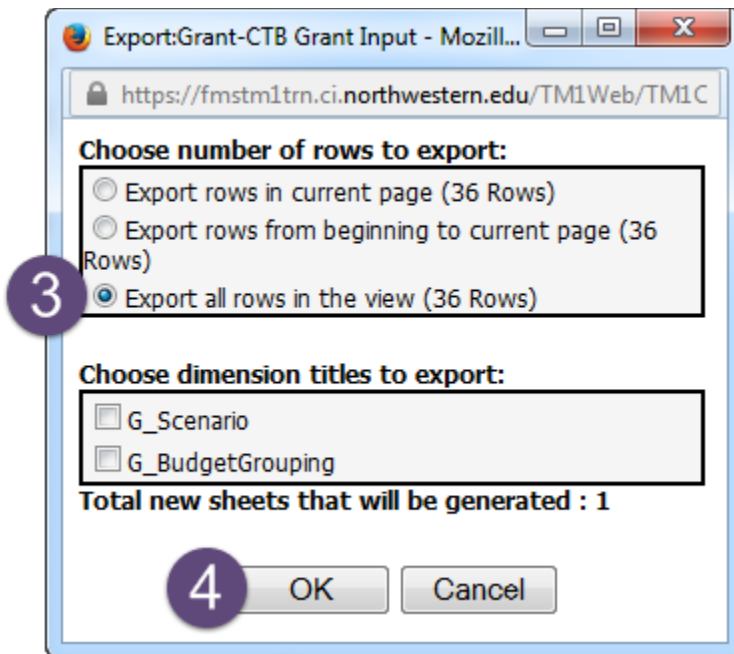 Export:Grant-CTB Grant Input - Mozill...
https://fmstm1trn.ci.northwestern.edu/TM1Web/TM1C
Choose number of rows to export:
Export rows in current page (36 Rows)
Export rows from beginning to current page (36
Rows)
3
Export all rows in the view (36 Rows)
Choose dimension titles to export:
G_Scenario
G_BudgetGrouping
Total new sheets that will be generated : 1
4
OK Cancel